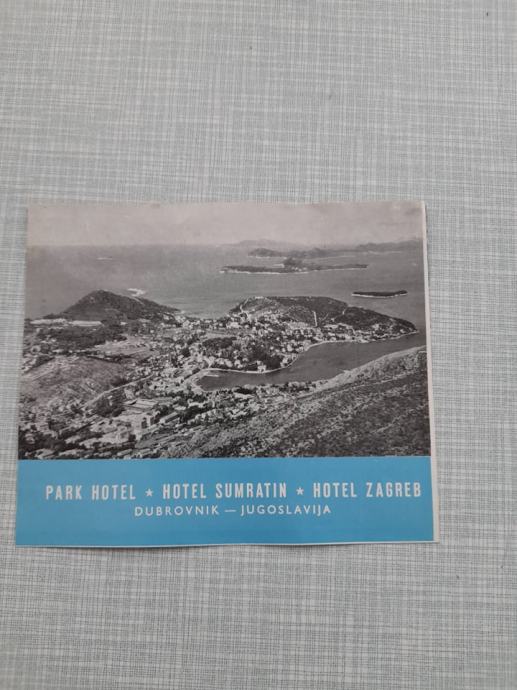 PARK HOTEL ★ HOTEL SUMRATIN ★ HOTEL ZAGREB
DUBROVNIK — JUGOSLAVIJA